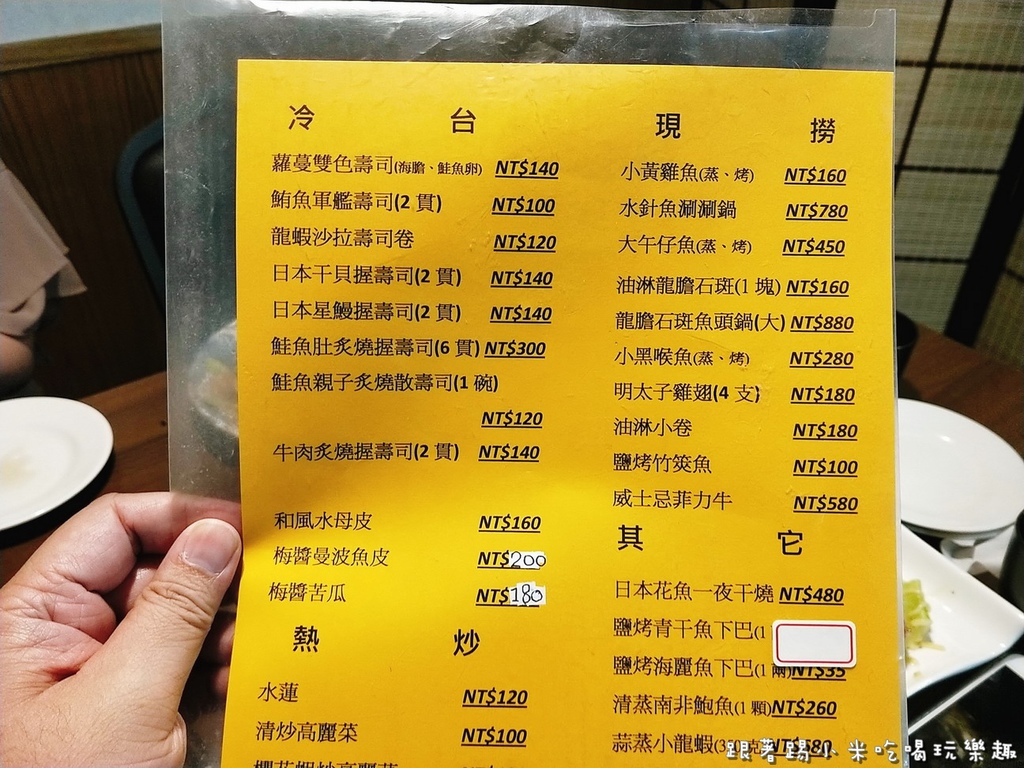 冷 台
蘿蔓雙色壽司(海膽、鮭魚卵) NT$140
鮪魚軍艦壽司(2 貫) NT$100
龍蝦沙拉壽司卷 NT$120
日本干貝握壽司(2 貫) NT$140
日本星鰻握壽司(2 貫) NT$140
鮭魚肚炙燒握壽司(6 貫) NT$300
鮭魚親子炙燒散壽司(1 碗)
NT$120
牛肉炙燒握壽司(2 貫) NT$140
和風水母皮 NT$160
梅醬曼波魚皮 NT$200
梅醬苦瓜 NT$180
熱 炒
水蓮 NT$120
清炒高麗菜 NT$100
櫻花蝦炒高麗菜
現 撈
小黃雞魚(蒸、烤) NT$160
水針魚涮涮鍋 NT$780
大午仔魚(蒸、烤) NT$450
油淋龍膽石斑(1 塊) NT$160
龍膽石斑魚頭鍋(大) NT$880
小黑喉魚(蒸、烤) NT$280
明太子雞翅(4 支) NT$180
油淋小卷 NT$180
鹽烤竹筴魚 NT$100
威士忌菲力牛 NT$580
其 它
日本花魚一夜干燒 NT$480
鹽烤青干魚下巴(1
鹽烤海麗魚下巴(1 兩)NT$35
清蒸南非鮑魚(1 顆)NT$260
蒜蒸小龍蝦
跟著踢小米吃喝玩樂趣